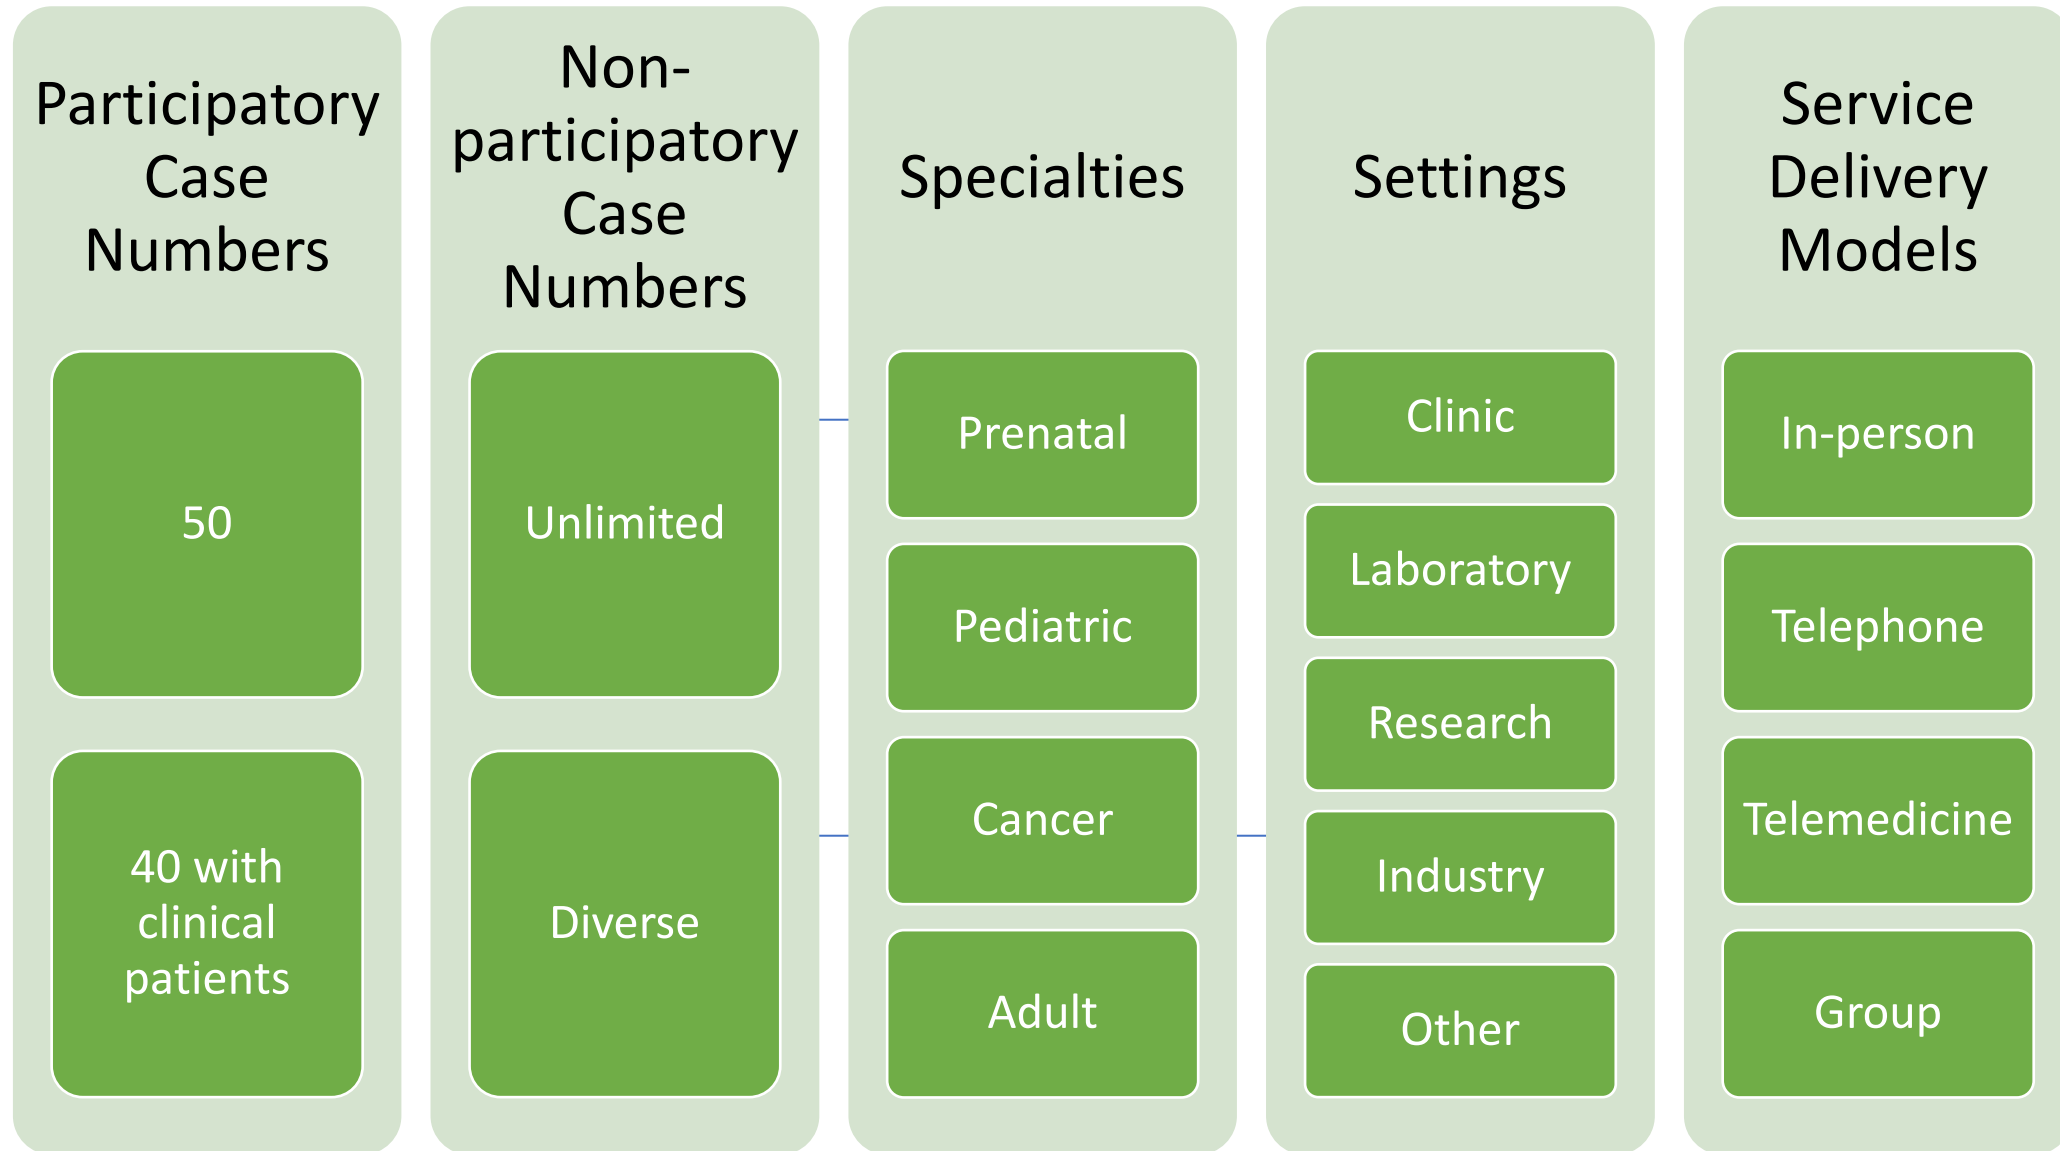 Participatory
Case
Numbers
50
40 with
clinical
patients
Non-
participatory
Case
Numbers
Unlimited
Diverse
Specialties
Prenatal
Pediatric
Cancer
Adult
Settings
Clinic
Laboratory
Research
Industry
Other
Service
Delivery
Models
In-person
Telephone
Telemedicine
Group